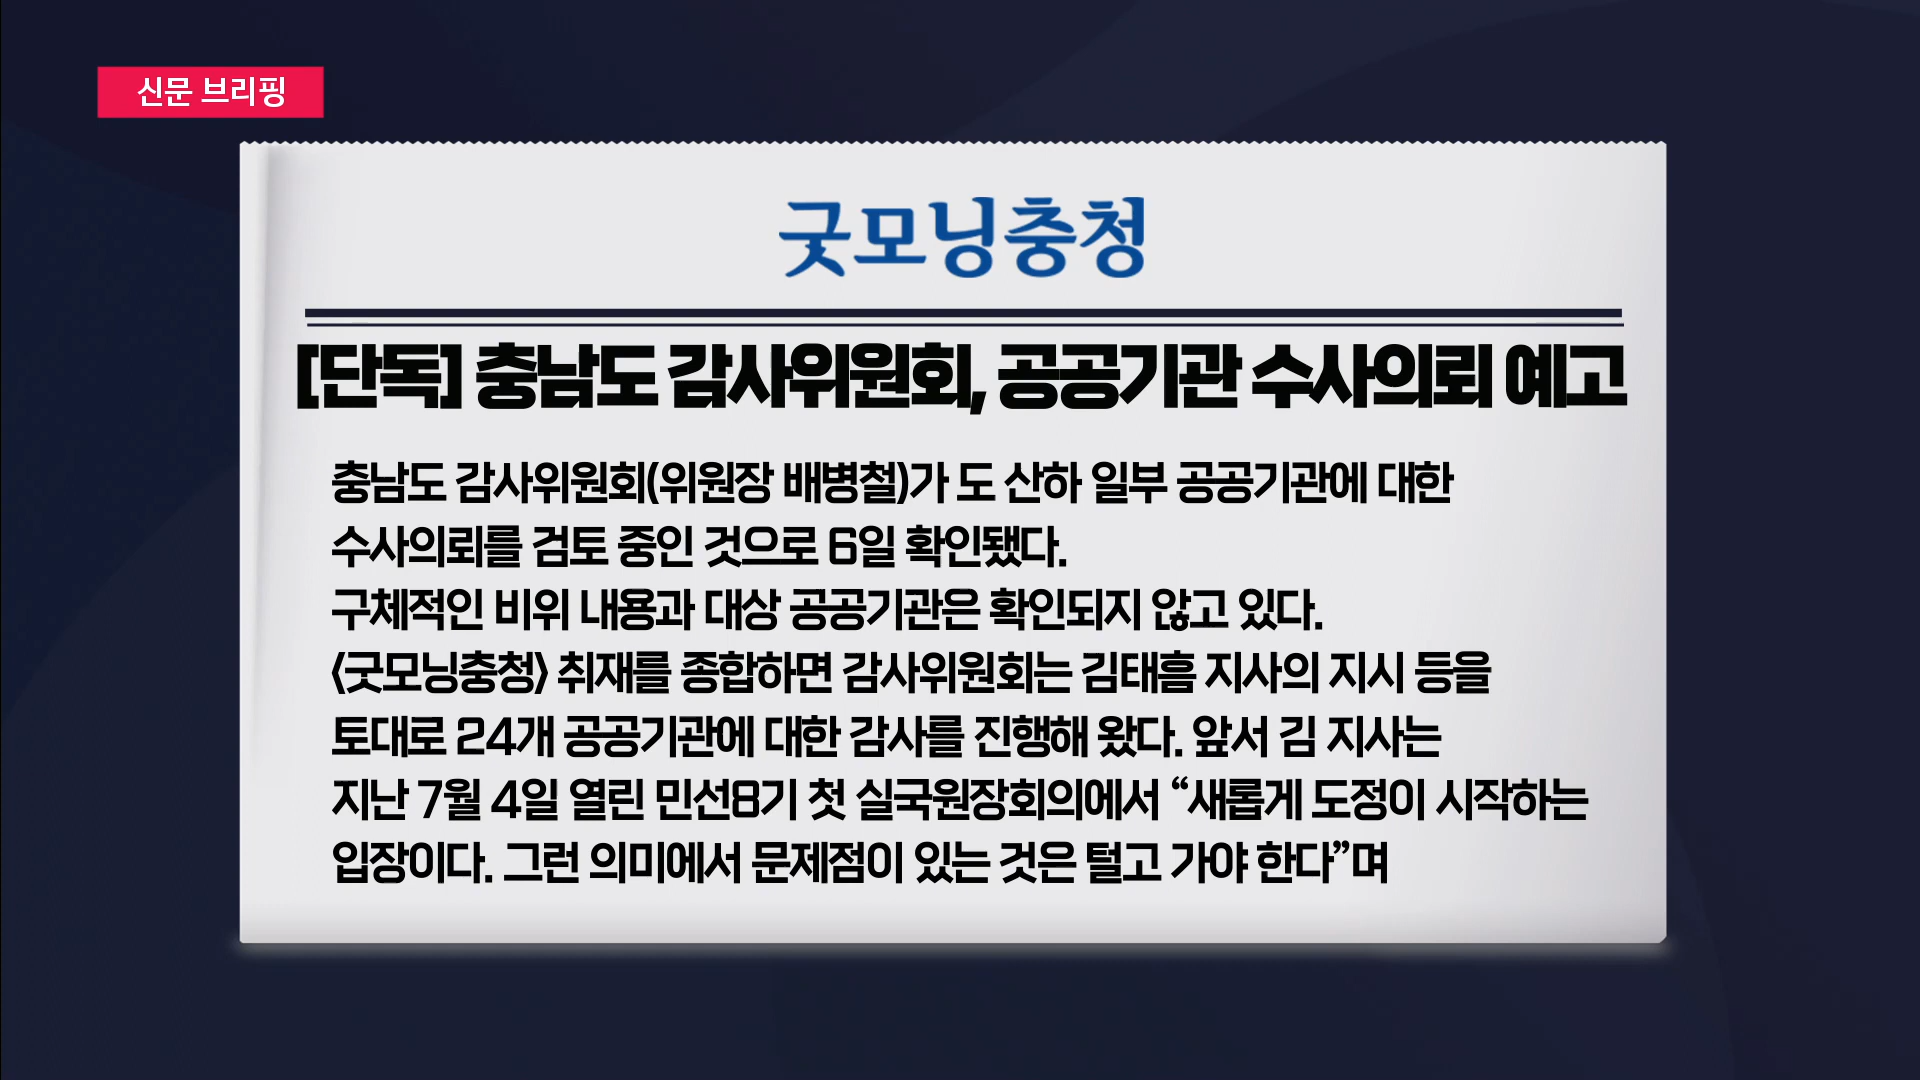 신문 브리핑
굿모닝충청
[단독] 충남도 감사위원회, 공공기관 수사의뢰 예고
충남도 감사위원회(위원장 배병철)가 도 산하 일부 공공기관에 대한
수사의뢰를 검토 중인 것으로 6일 확인됐다.
구체적인 비위 내용과 대상 공공기관은 확인되지 않고 있다.
<굿모닝충청> 취재를 종합하면 감사위원회는 김태흠 지사의 지시 등을
토대로 24개 공공기관에 대한 감사를 진행해 왔다. 앞서 김 지사는
지난 7월 4일 열린 민선8기 첫 실국원장회의에서 “새롭게 도정이 시작하는
입장이다. 그런 의미에서 문제점이 있는 것은 털고 가야 한다”며